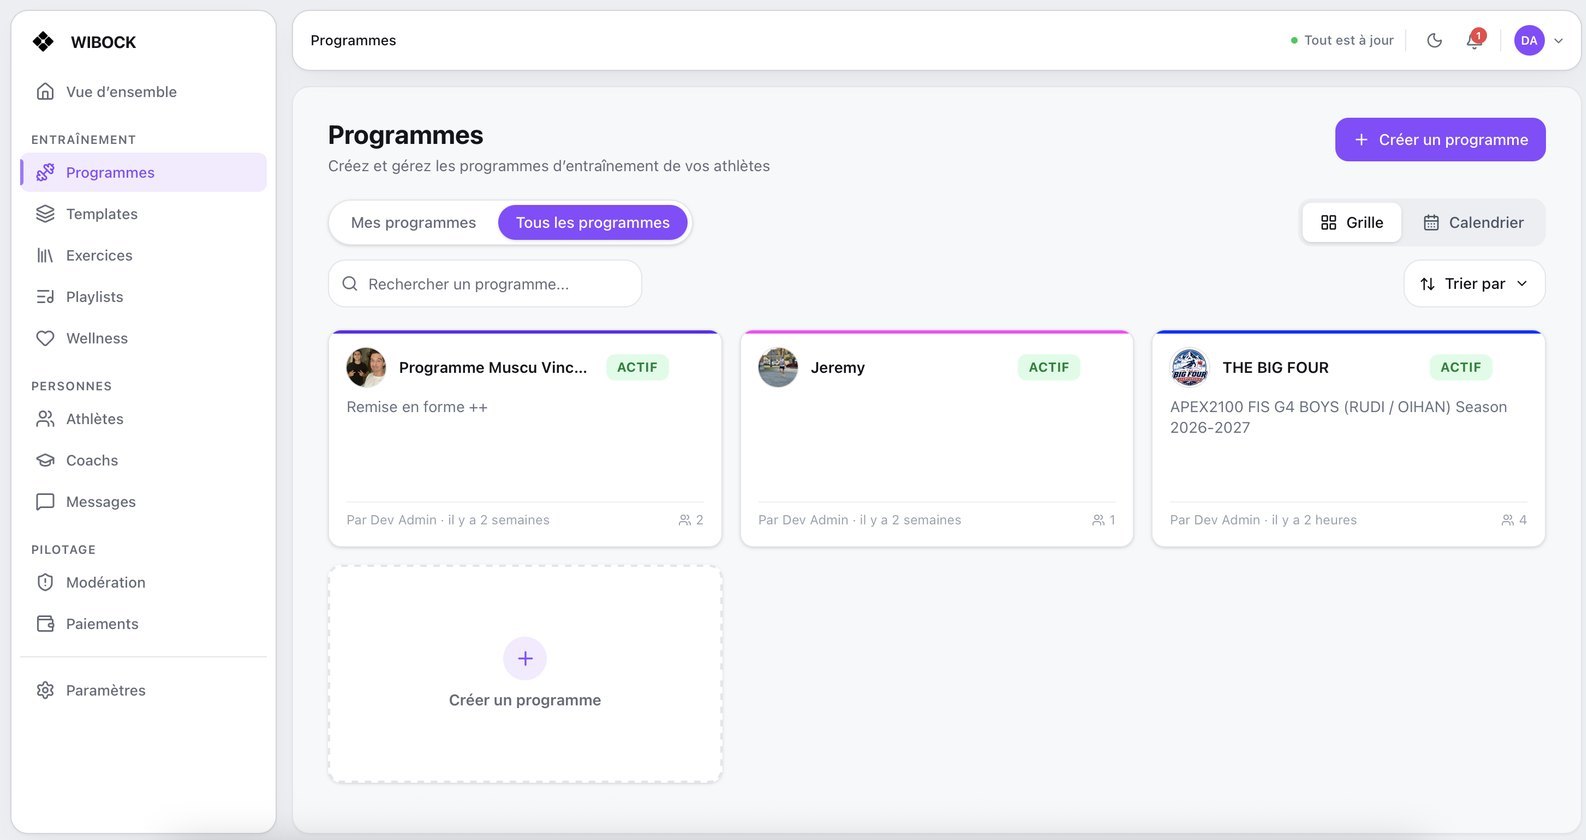 WIBOCK
Vue d'ensemble
ENTRAÎNEMENT
Programmes
Templates
Exercices
Playlists
Wellness
PERSONNES
Athlètes
Coachs
Messages
PILOTAGE
Modération
Paiements
Paramètres
Programmes
Tout est à jour
1
DA
Programmes
Créez et gérez les programmes d'entraînement de vos athlètes
Créer un programme
Mes programmes
Tous les programmes
Grille
Calendrier
Rechercher un programme...
Trier par
Programme Muscu Vinc...
ACTIF
Remise en forme ++
Par Dev Admin · il y a 2 semaines
2
Jeremy
ACTIF
Par Dev Admin · il y a 2 semaines
1
BIG FOUR
THE BIG FOUR
ACTIF
APEX2100 FIS G4 BOYS (RUDI / OIHAN) Season
2026-2027
Par Dev Admin · il y a 2 heures
4
Créer un programme